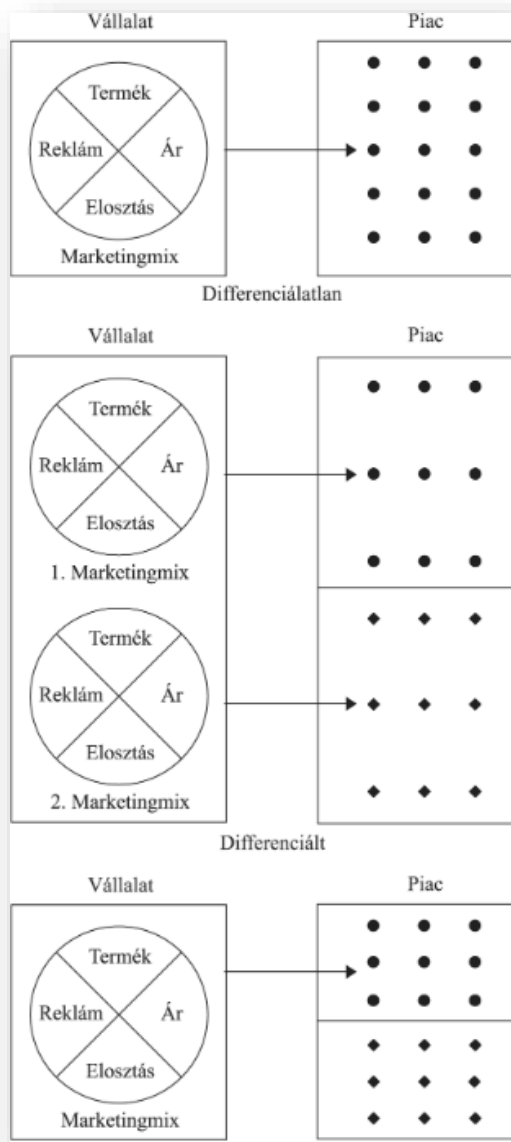 Vállalat Piac
Termék
Reklám Ár
Elosztás
Marketingmix
Differenciálatlan
Vállalat Piac
Termék
Reklám Ár
Elosztás
1. Marketingmix
Termék
Reklám Ár
Elosztás
2. Marketingmix
Differenciált
Vállalat Piac
Termék
Reklám Ár
Elosztás
Marketingmix